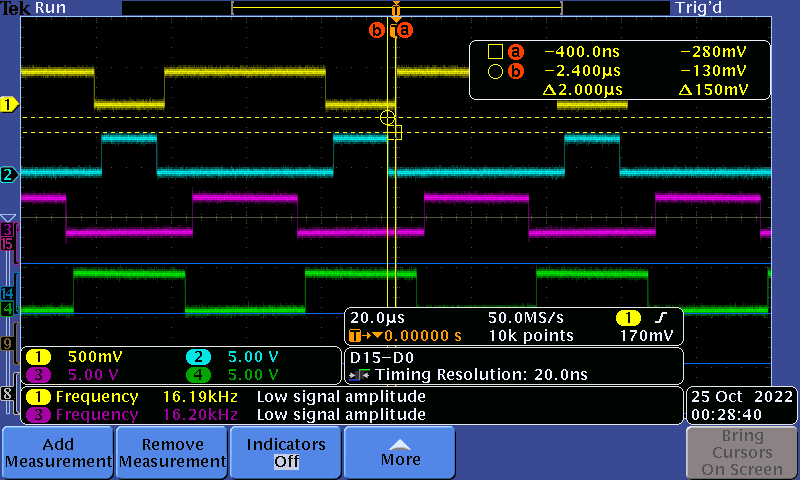 Tek Run Trig'd
T
b T a
a −400.0ns −280mV
b −2.400µs −130mV
Δ2.000µs Δ150mV
1
2
3
15
14
4
9
8
20.0µs 50.0MS/s 1
T→▼0.00000 s 10k points 170mV
1 500mV 2 5.00 V
3 5.00 V 4 5.00 V
D15−D0
Timing Resolution: 20.0ns
1 Frequency 16.19kHz Low signal amplitude
3 Frequency 16.20kHz Low signal amplitude
25 Oct 2022
00:28:40
Add Measurement
Remove Measurement
Indicators
Off
More
Bring
Cursors
On Screen